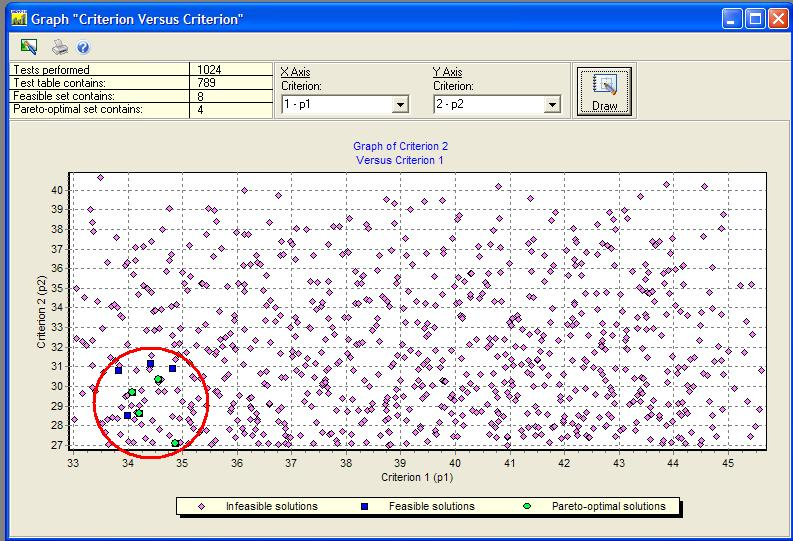 Graph "Criterion Versus Criterion"
Tests performed 1024
Test table contains: 789
Feasible set contains: 8
Pareto-optimal set contains: 4
X Axis
Criterion:
1 - p1
Y Axis
Criterion:
2 - p2
Draw
Graph of Criterion 2
Versus Criterion 1
Criterion 2 (p2)
40
39
38
37
36
35
34
33
32
31
30
29
28
27
33 34 35 36 37 38 39 40 41 42 43 44 45
Criterion 1 (p1)
Infeasible solutions Feasible solutions Pareto-optimal solutions